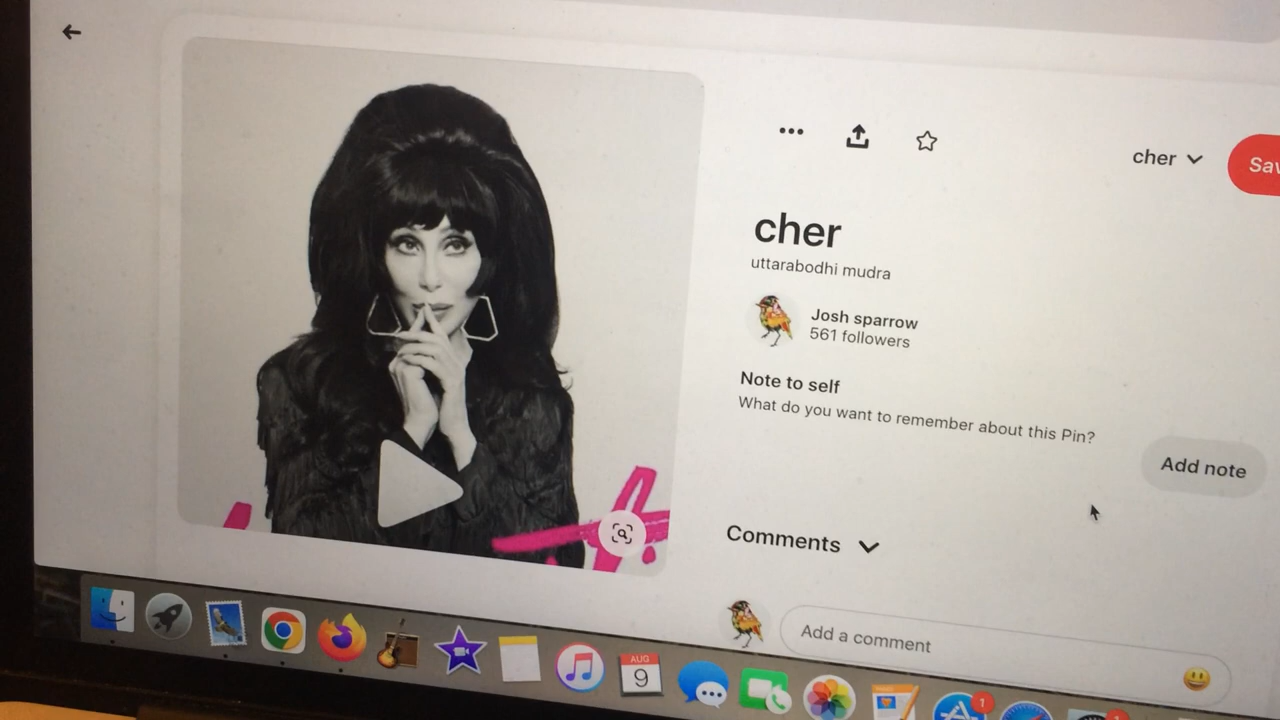 cher
Sav
cher
uttarabodhi mudra
Josh sparrow
561 followers
Note to self
What do you want to remember about this Pin?
Add note
Comments
Add a comment
AUG
9
1